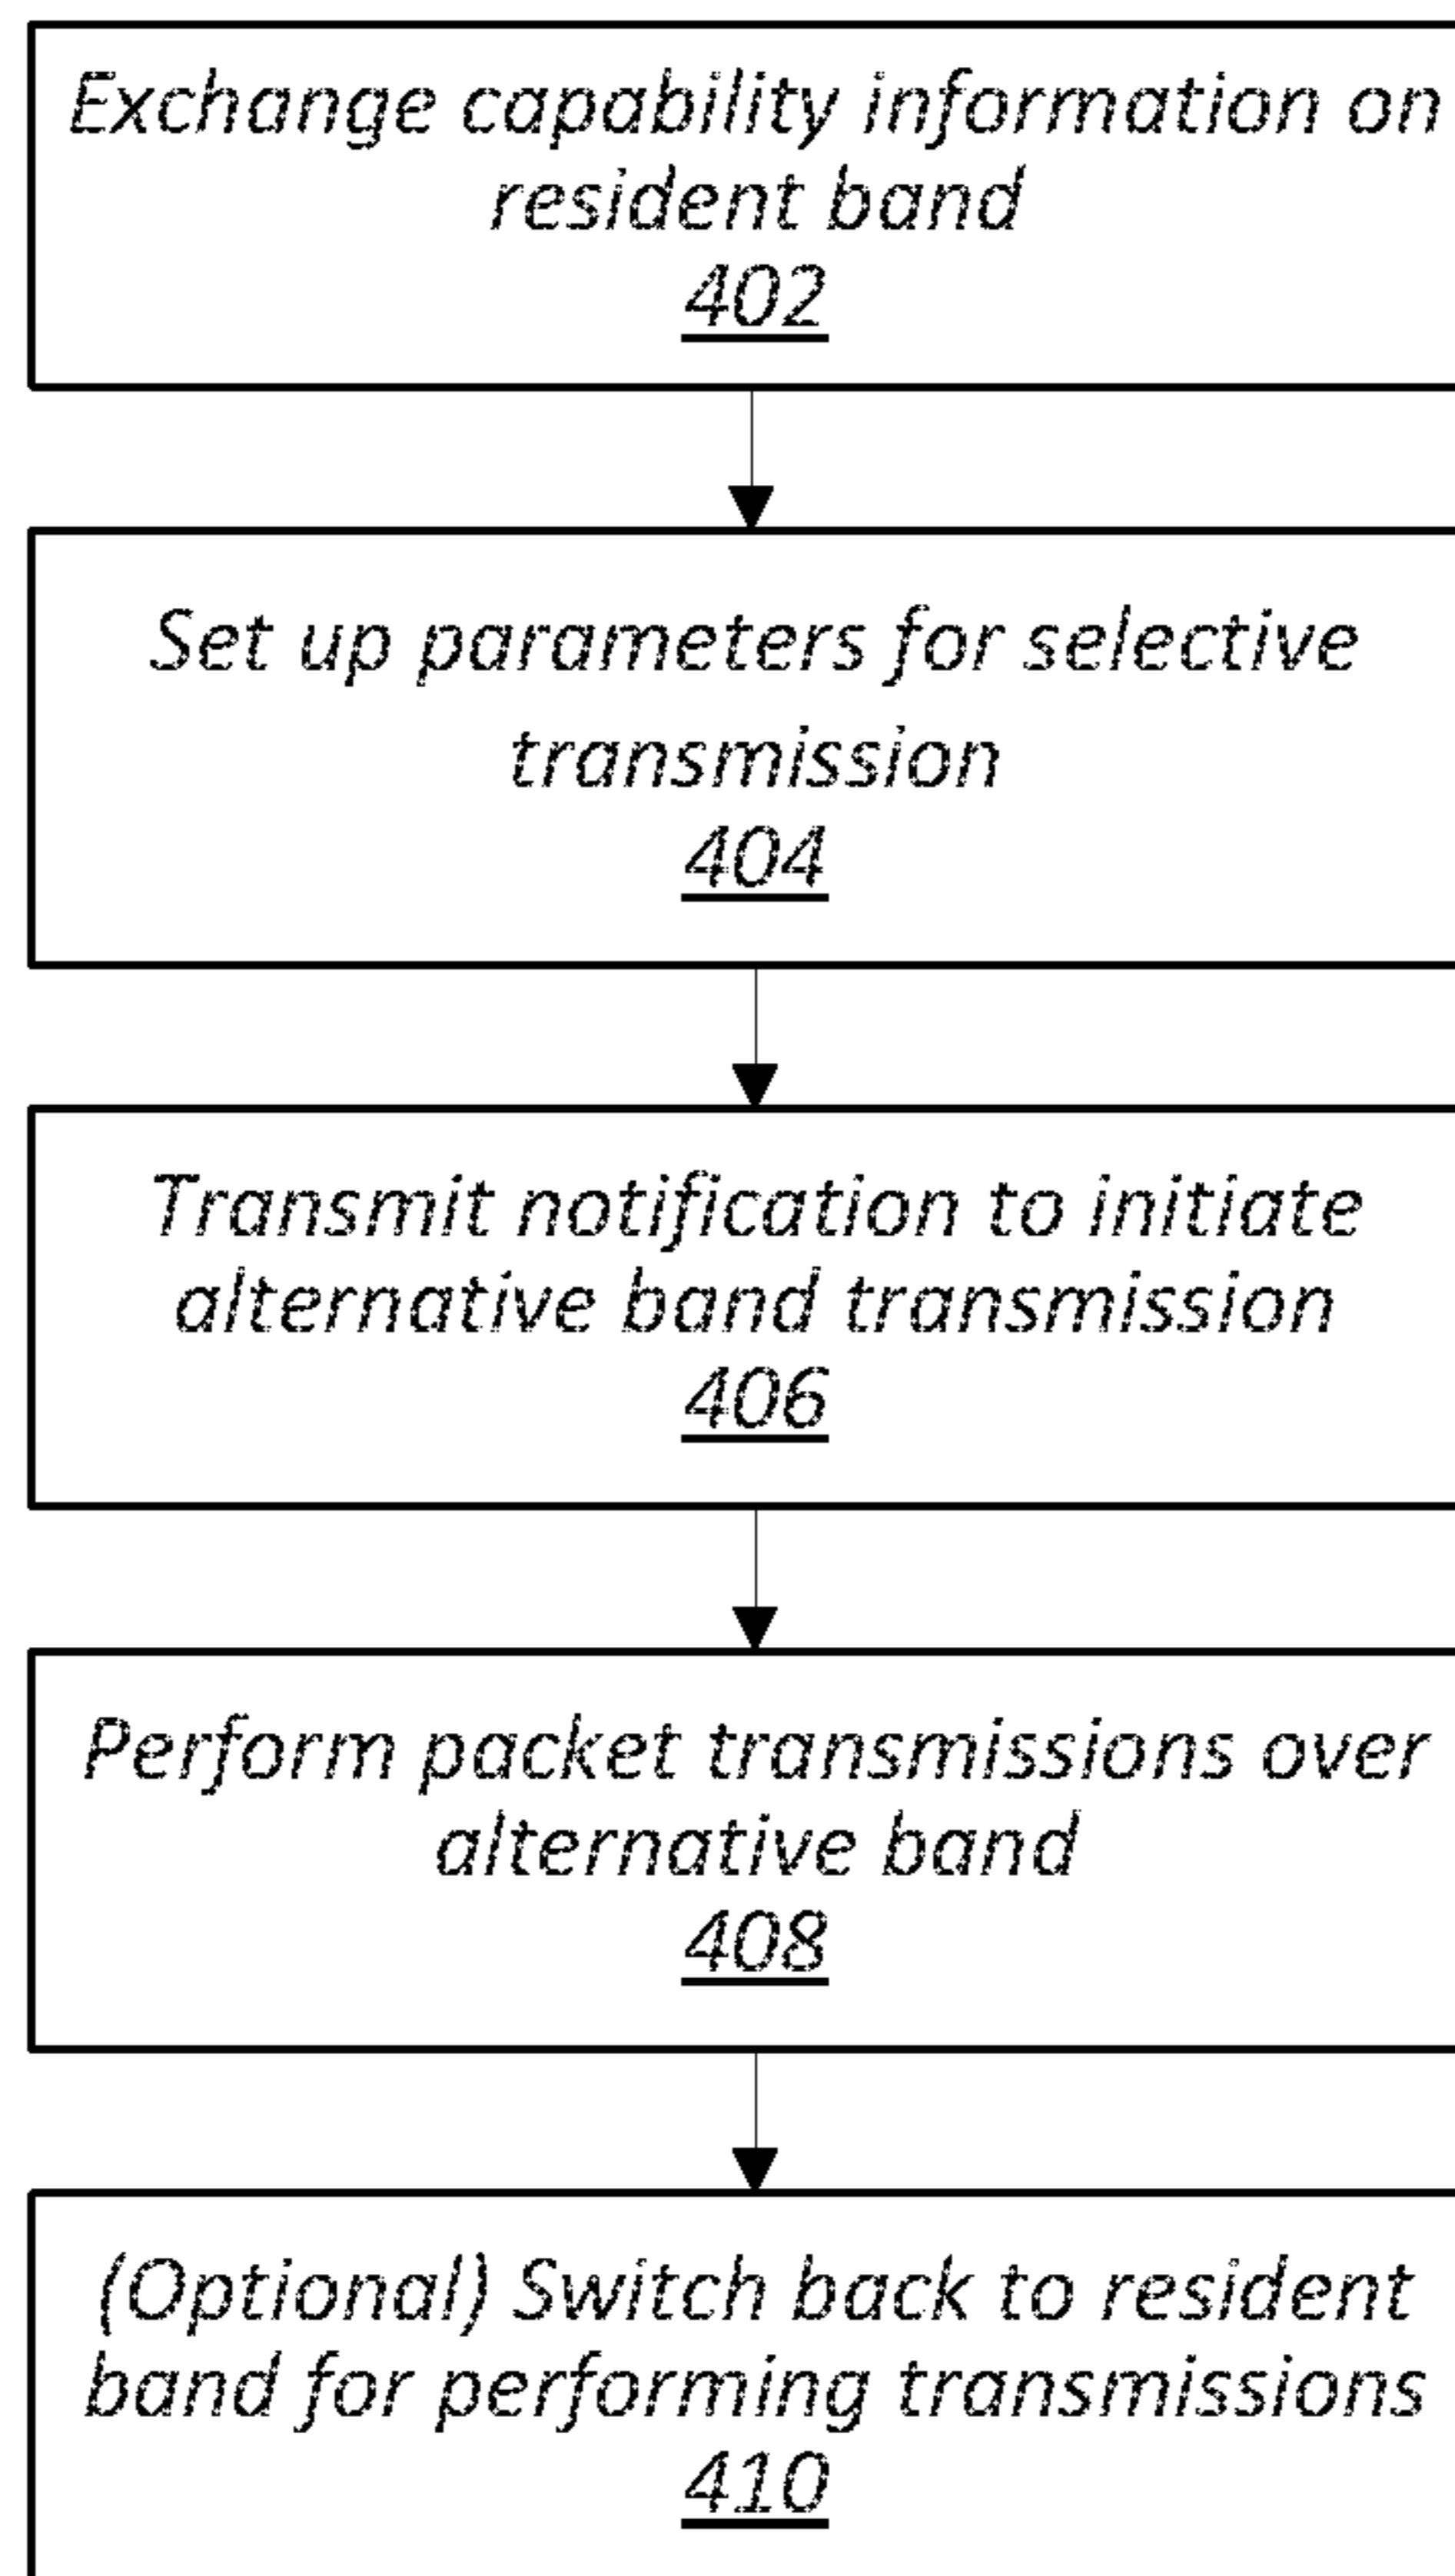 Exchange capability information on
resident band
402
Set up parameters for selective
transmission
404
Transmit notification to initiate
alternative band transmission
406
Perform packet transmissions over
alternative band
408
(Optional) Switch back to resident
band for performing transmissions
410